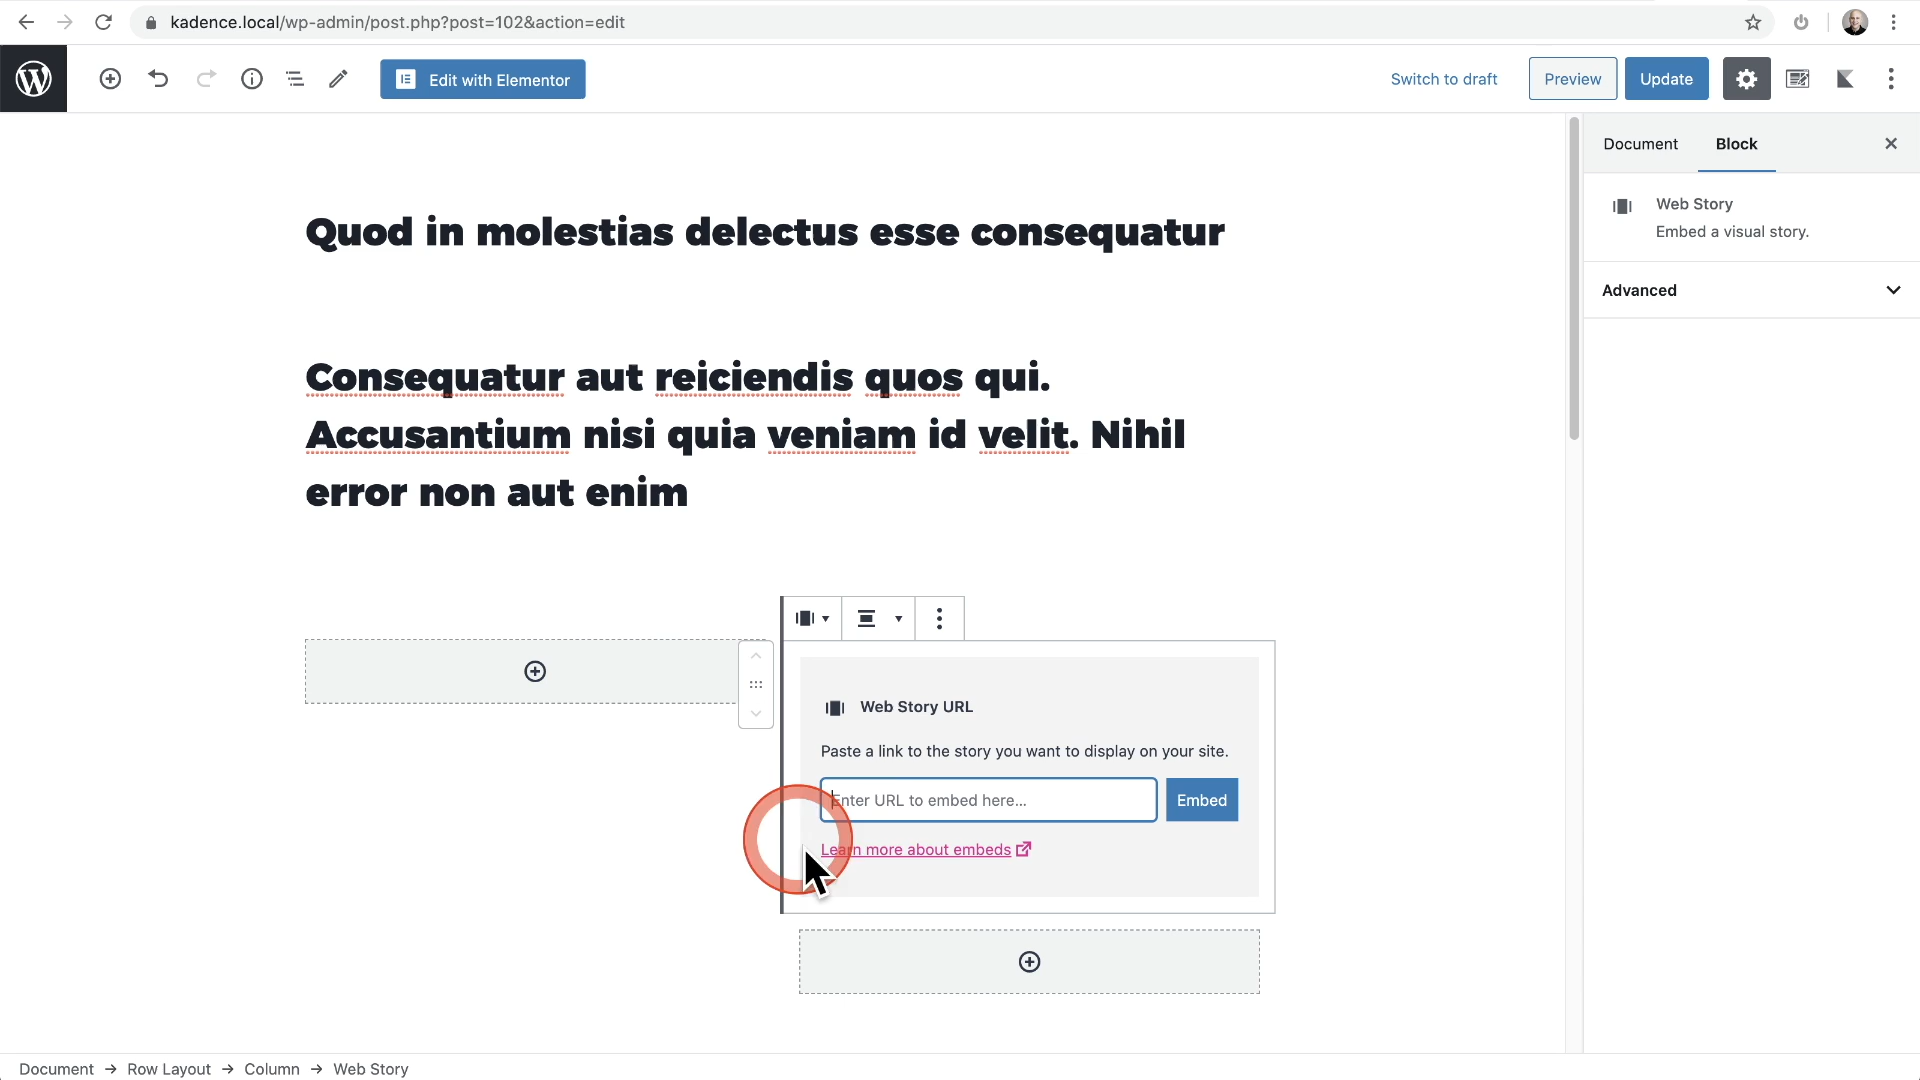 kadence.local/wp-admin/post.php?post=102&action=edit
Edit with Elementor
Switch to draft
Preview
Update
Document
Block
Web Story
Embed a visual story.
Advanced
Quod in molestias delectus esse consequatur
Consequatur aut reiciendis quos qui.
Accusantium nisi quia veniam id velit. Nihil
error non aut enim
Web Story URL
Paste a link to the story you want to display on your site.
Enter URL to embed here...
Embed
Learn more about embeds
Document → Row Layout → Column → Web Story